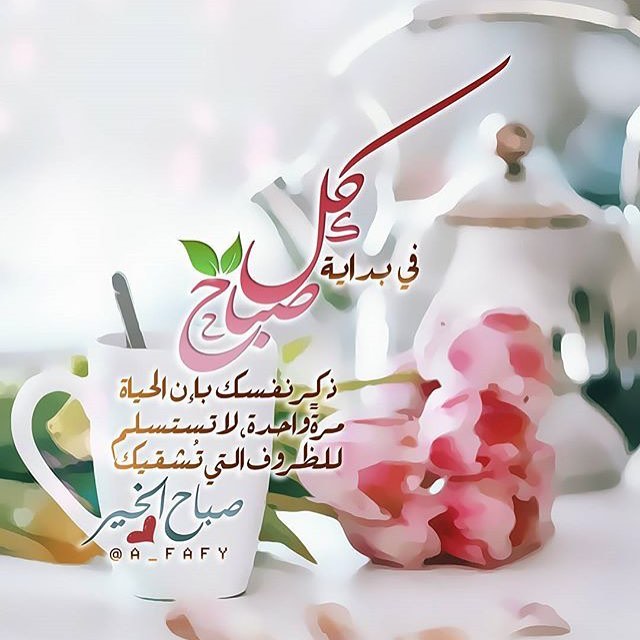 في بداية كل
صباح
ذكر نفسك بإن الحياة
مرةً واحدة، لا تستسلم
للظروف التي تُشقيك
صباح الخير
@A_FAFY